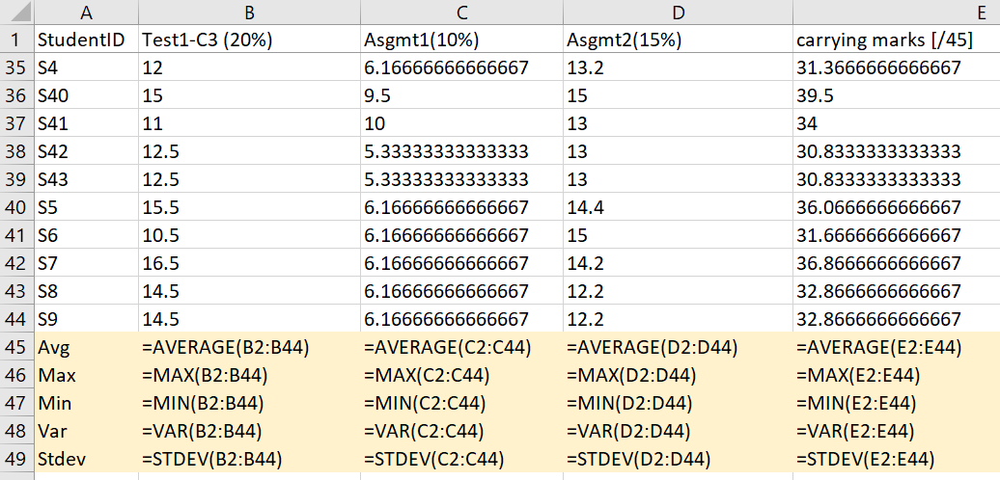 A B C D E
1 StudentID Test1-C3 (20%) Asgmt1(10%) Asgmt2(15%) carrying marks [/45]
35 S4 12 6.16666666666667 13.2 31.3666666666667
36 S40 15 9.5 15 39.5
37 S41 11 10 13 34
38 S42 12.5 5.33333333333333 13 30.8333333333333
39 S43 12.5 5.33333333333333 13 30.8333333333333
40 S5 15.5 6.16666666666667 14.4 36.0666666666667
41 S6 10.5 6.16666666666667 15 31.6666666666667
42 S7 16.5 6.16666666666667 14.2 36.8666666666667
43 S8 14.5 6.16666666666667 12.2 32.8666666666667
44 S9 14.5 6.16666666666667 12.2 32.8666666666667
45 Avg =AVERAGE(B2:B44) =AVERAGE(C2:C44) =AVERAGE(D2:D44) =AVERAGE(E2:E44)
46 Max =MAX(B2:B44) =MAX(C2:C44) =MAX(D2:D44) =MAX(E2:E44)
47 Min =MIN(B2:B44) =MIN(C2:C44) =MIN(D2:D44) =MIN(E2:E44)
48 Var =VAR(B2:B44) =VAR(C2:C44) =VAR(D2:D44) =VAR(E2:E44)
49 Stdev =STDEV(B2:B44) =STDEV(C2:C44) =STDEV(D2:D44) =STDEV(E2:E44)